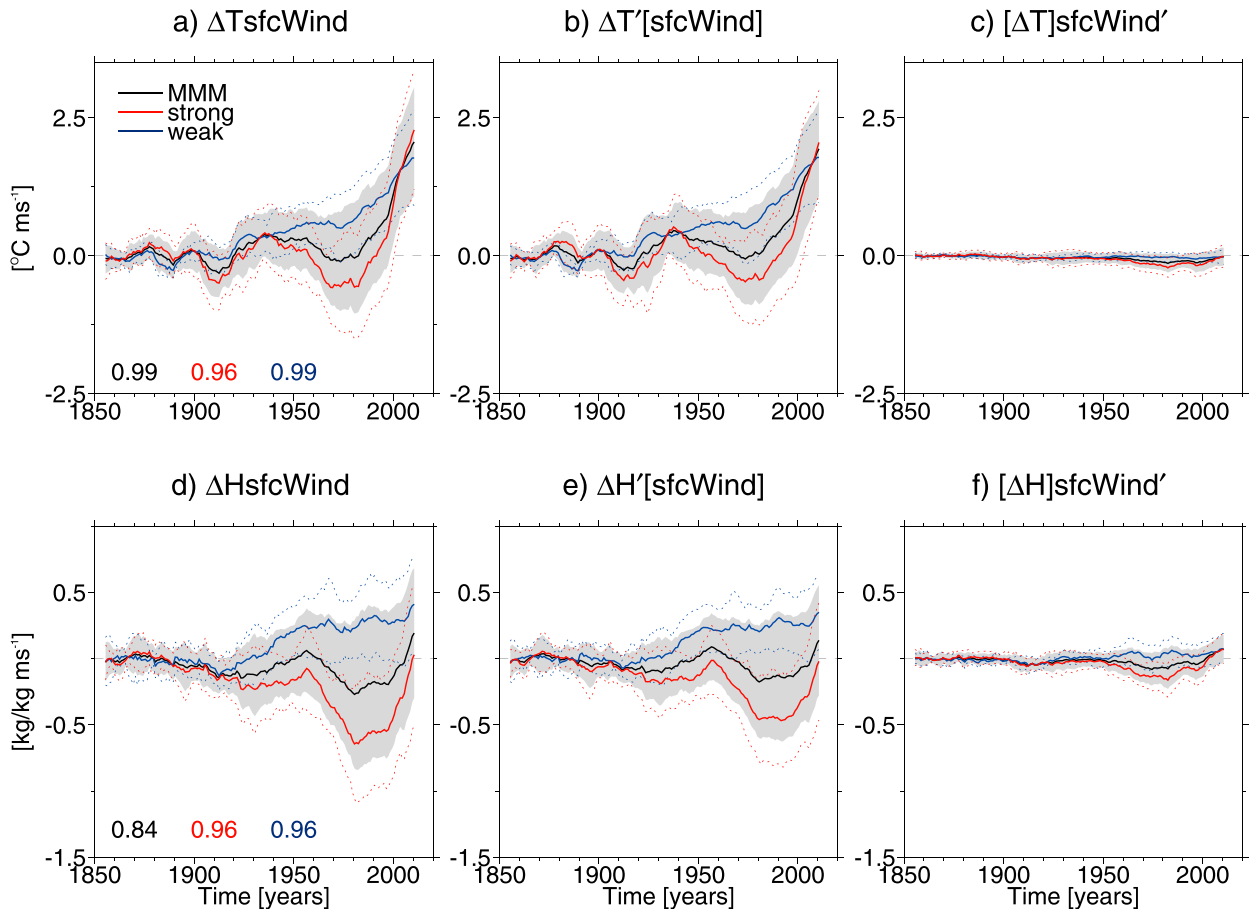 a) ΔTsfcWind
b) ΔT′[sfcWind]
c) [ΔT]sfcWind′
MMM
strong
weak
2.5
0.0
-2.5
[°C ms⁻¹]
0.99 0.96 0.99
1850 1900 1950 2000
2.5
0.0
-2.5
1850 1900 1950 2000
2.5
0.0
-2.5
1850 1900 1950 2000
d) ΔHsfcWind
e) ΔH′[sfcWind]
f) [ΔH]sfcWind′
0.5
-0.5
-1.5
[kg/kg ms⁻¹]
0.84 0.96 0.96
1850 1900 1950 2000
Time [years]
0.5
-0.5
-1.5
1850 1900 1950 2000
Time [years]
0.5
-0.5
-1.5
1850 1900 1950 2000
Time [years]